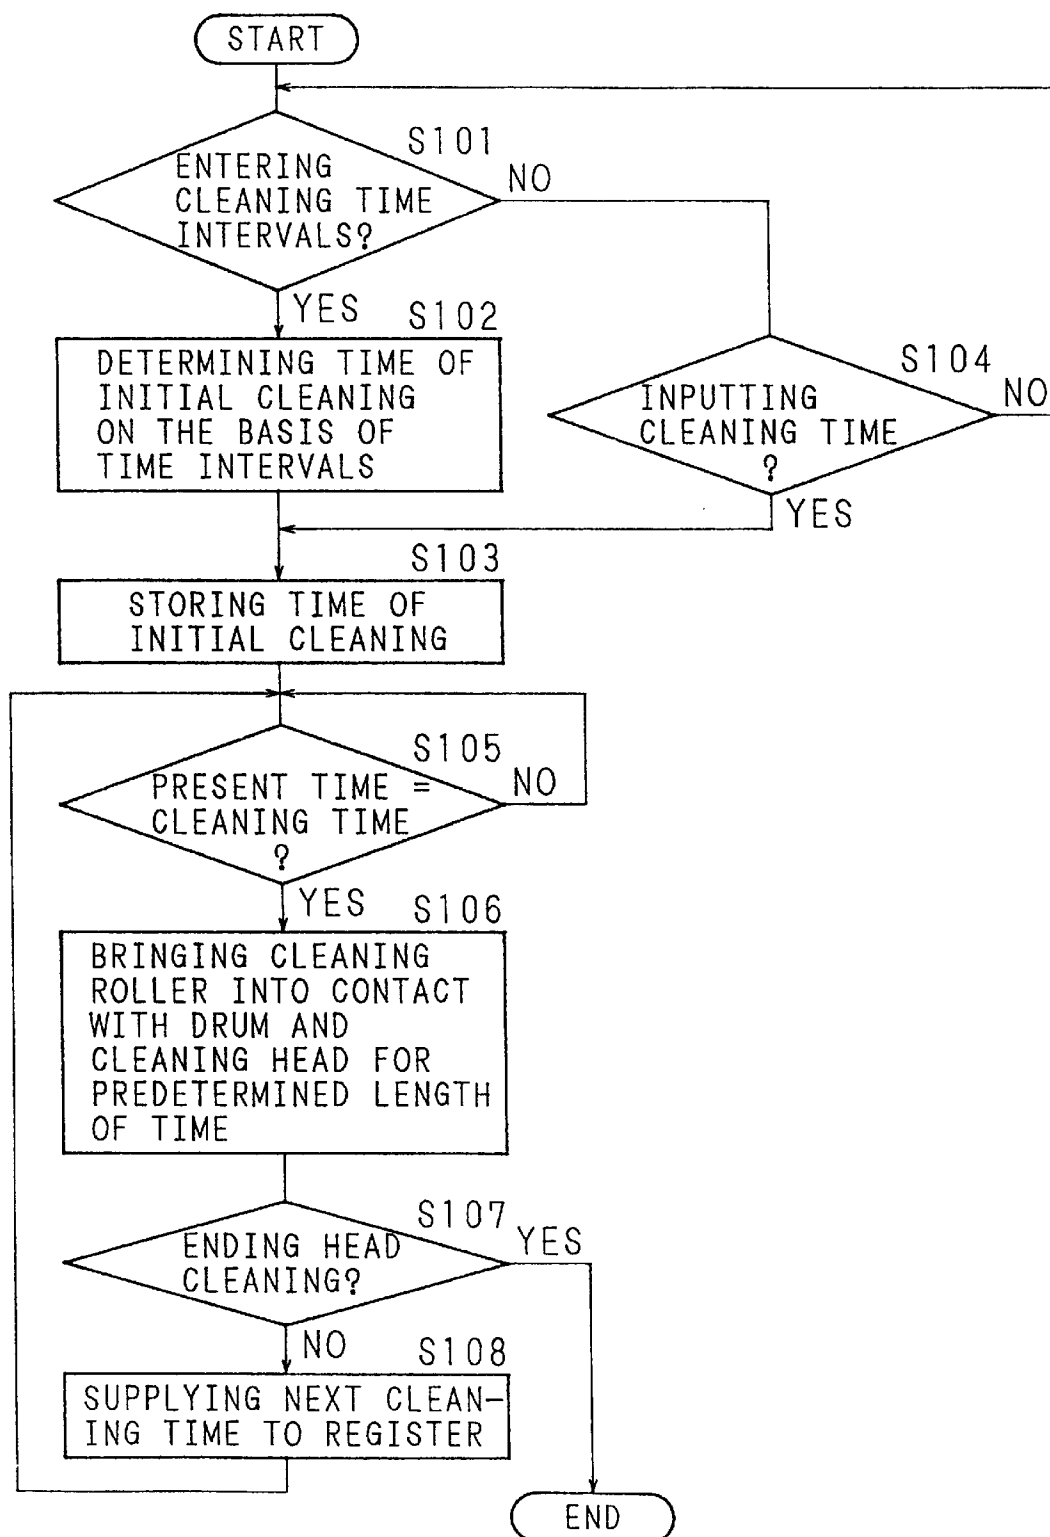 START
S101
ENTERING
CLEANING TIME
INTERVALS?
NO
YES
S102
DETERMINING TIME OF
INITIAL CLEANING
ON THE BASIS OF
TIME INTERVALS
S104
INPUTTING
CLEANING TIME
?
NO
YES
S103
STORING TIME OF
INITIAL CLEANING
S105
PRESENT TIME =
CLEANING TIME
?
NO
YES
S106
BRINGING CLEANING
ROLLER INTO CONTACT
WITH DRUM AND
CLEANING HEAD FOR
PREDETERMINED LENGTH
OF TIME
S107
ENDING HEAD
CLEANING?
YES
NO
S108
SUPPLYING NEXT CLEAN-
ING TIME TO REGISTER
END